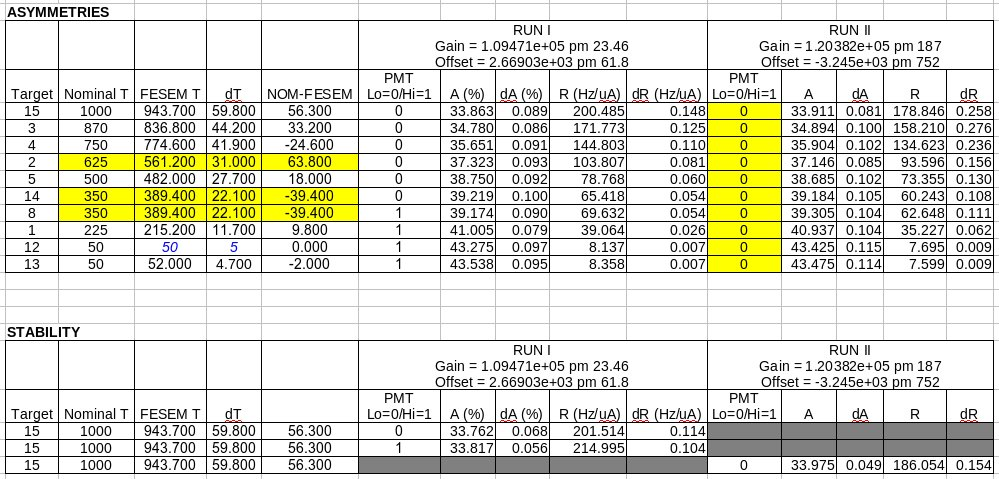 ASYMMETRIES
RUN I RUN II
Gain = 1.09471e+05 pm 23.46 Gain = 1.20382e+05 pm 187
Offset = 2.66903e+03 pm 61.8 Offset = -3.245e+03 pm 752
PMT PMT
Target Nominal T FESEM T dT NOM-FESEM Lo=0/Hi=1 A (%) dA (%) R (Hz/uA) dR (Hz/uA) Lo=0/Hi=1 A dA R dR
15 1000 943.700 59.800 56.300 0 33.863 0.089 200.485 0.148 0 33.911 0.081 178.846 0.258
3 870 836.800 44.200 33.200 0 34.780 0.086 171.773 0.125 0 34.894 0.100 158.210 0.276
4 750 774.600 41.900 -24.600 0 35.651 0.091 144.803 0.110 0 35.904 0.102 134.623 0.236
2 625 561.200 31.000 63.800 0 37.323 0.093 103.807 0.081 0 37.146 0.085 93.596 0.156
5 500 482.000 27.700 18.000 0 38.750 0.092 78.768 0.060 0 38.685 0.102 73.355 0.130
14 350 389.400 22.100 -39.400 0 39.219 0.100 65.418 0.054 0 39.184 0.105 60.243 0.108
8 350 389.400 22.100 -39.400 1 39.174 0.090 69.632 0.054 0 39.305 0.104 62.648 0.111
1 225 215.200 11.700 9.800 1 41.005 0.079 39.064 0.026 0 40.937 0.104 35.227 0.062
12 50 50 5 0.000 1 43.275 0.097 8.137 0.007 0 43.425 0.115 7.695 0.009
13 50 52.000 4.700 -2.000 1 43.538 0.095 8.358 0.007 0 43.475 0.114 7.599 0.009
STABILITY
RUN I RUN II
Gain = 1.09471e+05 pm 23.46 Gain = 1.20382e+05 pm 187
Offset = 2.66903e+03 pm 61.8 Offset = -3.245e+03 pm 752
PMT PMT
Target Nominal T FESEM T dT Lo=0/Hi=1 A (%) dA (%) R (Hz/uA) dR (Hz/uA) Lo=0/Hi=1 A dA R dR
15 1000 943.700 59.800 56.300 0 33.762 0.068 201.514 0.114
15 1000 943.700 59.800 56.300 1 33.817 0.056 214.995 0.104
15 1000 943.700 59.800 56.300 0 33.975 0.049 186.054 0.154